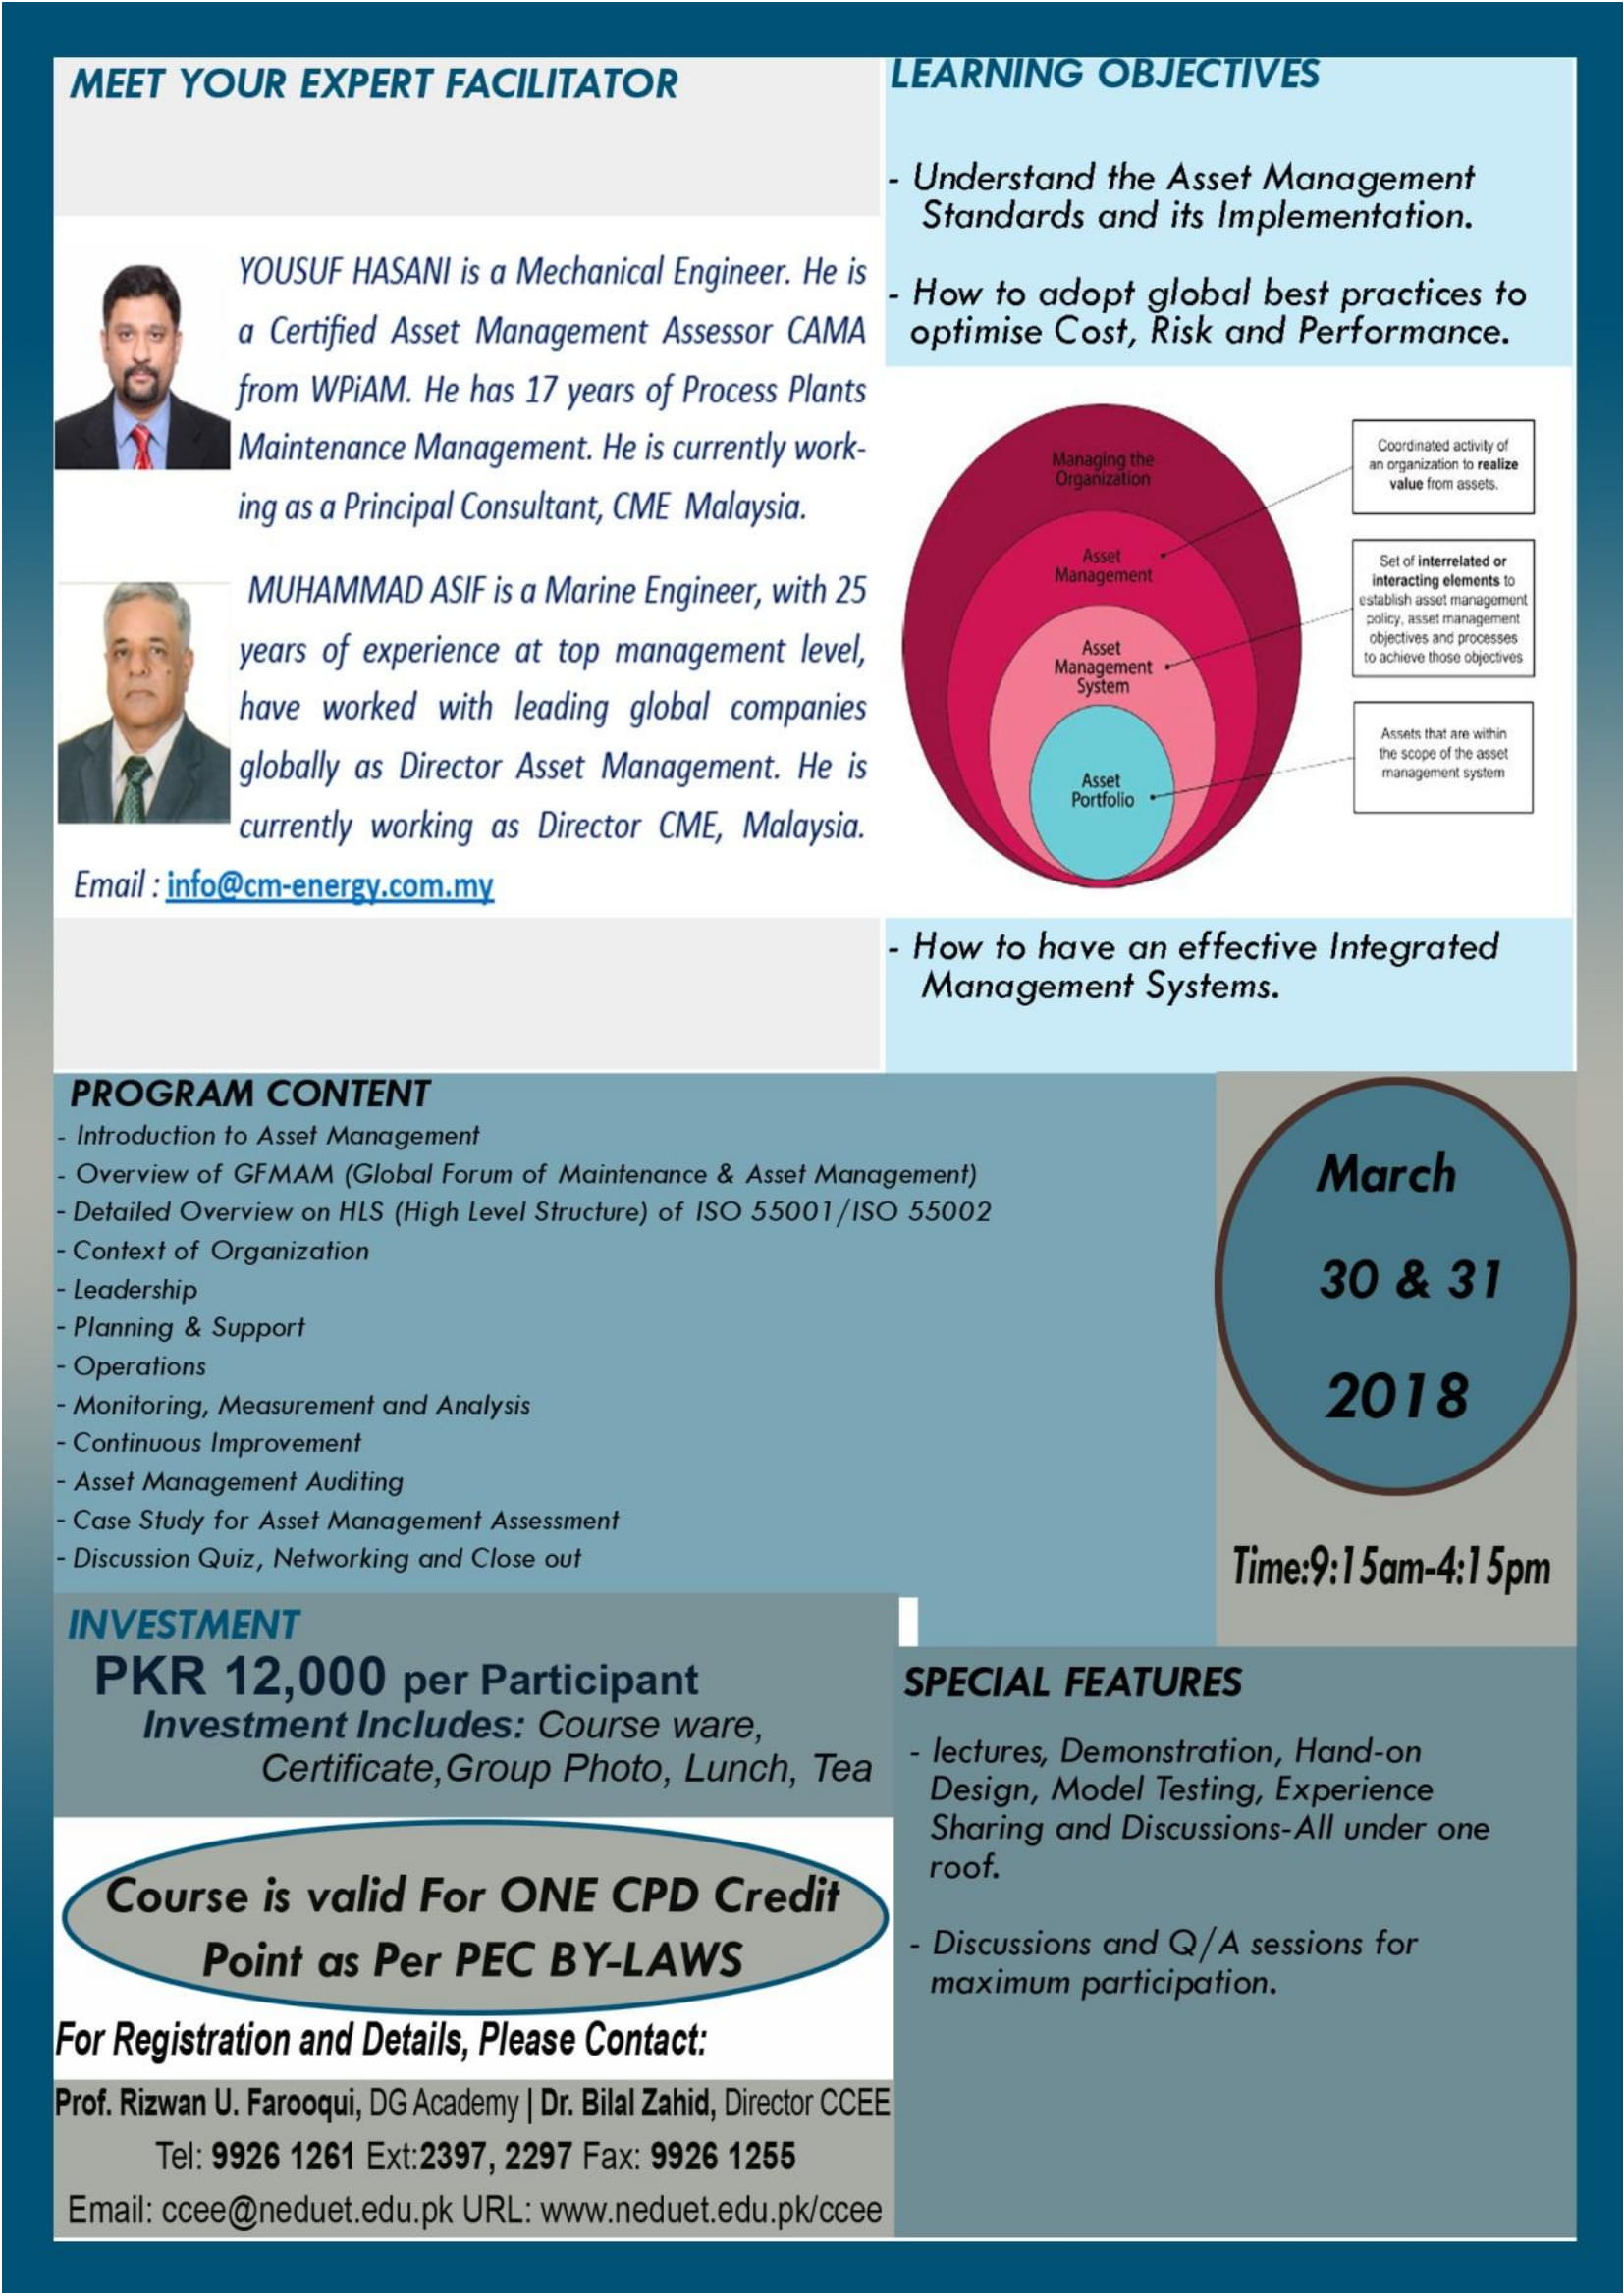 MEET YOUR EXPERT FACILITATOR
YOUSUF HASANI is a Mechanical Engineer. He is
a Certified Asset Management Assessor CAMA
from WPiAM. He has 17 years of Process Plants
Maintenance Management. He is currently work-
ing as a Principal Consultant, CME Malaysia.
MUHAMMAD ASIF is a Marine Engineer, with 25
years of experience at top management level,
have worked with leading global companies
globally as Director Asset Management. He is
currently working as Director CME, Malaysia.
Email : info@cm-energy.com.my
LEARNING OBJECTIVES
- Understand the Asset Management
Standards and its Implementation.
- How to adopt global best practices to
optimise Cost, Risk and Performance.
Managing the
Organization
Asset
Management
Asset
Management
System
Asset
Portfolio
Coordinated activity of
an organization to realize
value from assets.
Set of interrelated or
interacting elements to
establish asset management
policy, asset management
objectives and processes
to achieve those objectives
Assets that are within
the scope of the asset
management system
- How to have an effective Integrated
Management Systems.
PROGRAM CONTENT
- Introduction to Asset Management
- Overview of GFMAM (Global Forum of Maintenance & Asset Management)
- Detailed Overview on HLS (High Level Structure) of ISO 55001/ISO 55002
- Context of Organization
- Leadership
- Planning & Support
- Operations
- Monitoring, Measurement and Analysis
- Continuous Improvement
- Asset Management Auditing
- Case Study for Asset Management Assessment
- Discussion Quiz, Networking and Close out
March
30 & 31
2018
Time:9:15am-4:15pm
INVESTMENT
PKR 12,000 per Participant
Investment Includes: Course ware,
Certificate,Group Photo, Lunch, Tea
Course is valid For ONE CPD Credit
Point as Per PEC BY-LAWS
For Registration and Details, Please Contact:
Prof. Rizwan U. Farooqui, DG Academy | Dr. Bilal Zahid, Director CCEE
Tel: 9926 1261 Ext:2397, 2297 Fax: 9926 1255
Email: ccee@neduet.edu.pk URL: www.neduet.edu.pk/ccee
SPECIAL FEATURES
- lectures, Demonstration, Hand-on
Design, Model Testing, Experience
Sharing and Discussions-All under one
roof.
- Discussions and Q/A sessions for
maximum participation.